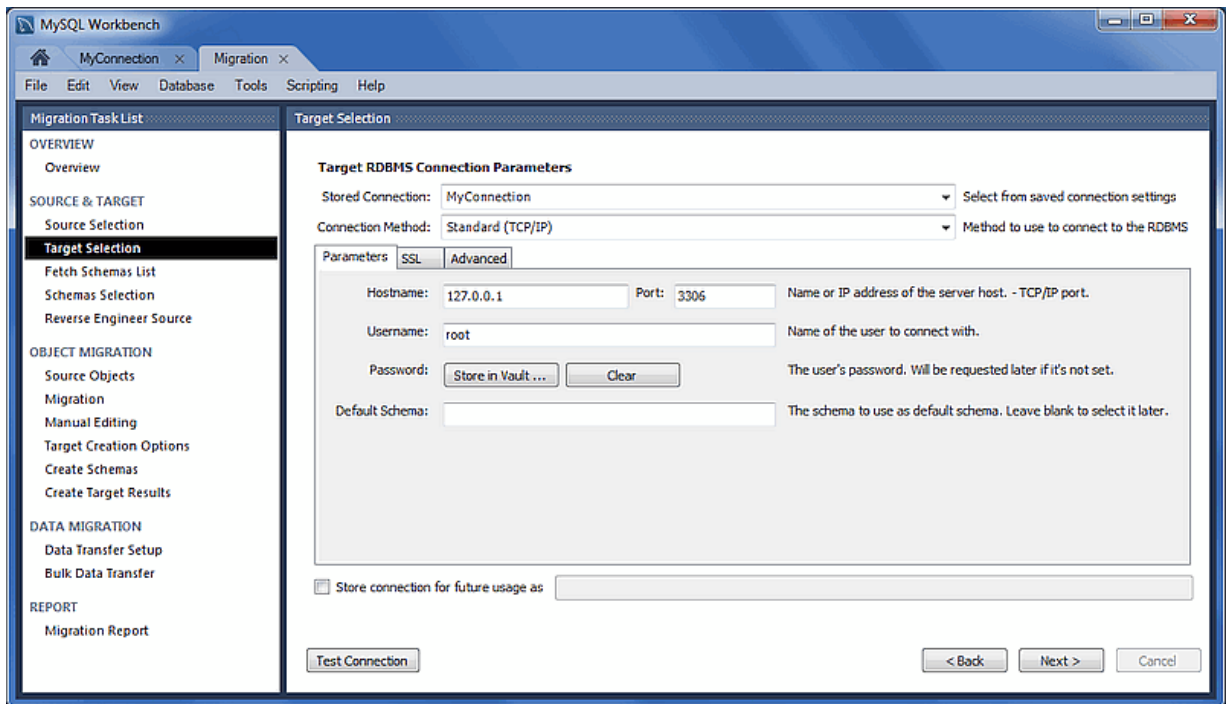 MySQL Workbench
MyConnection
Migration
File Edit View Database Tools Scripting Help
Migration Task List
OVERVIEW
Overview
SOURCE & TARGET
Source Selection
Target Selection
Fetch Schemas List
Schemas Selection
Reverse Engineer Source
OBJECT MIGRATION
Source Objects
Migration
Manual Editing
Target Creation Options
Create Schemas
Create Target Results
DATA MIGRATION
Data Transfer Setup
Bulk Data Transfer
REPORT
Migration Report
Target Selection
Target RDBMS Connection Parameters
Stored Connection: MyConnection Select from saved connection settings
Connection Method: Standard (TCP/IP) Method to use to connect to the RDBMS
Parameters SSL Advanced
Hostname: 127.0.0.1 Port: 3306 Name or IP address of the server host. - TCP/IP port.
Username: root Name of the user to connect with.
Password: Store in Vault ... Clear The user's password. Will be requested later if it's not set.
Default Schema: The schema to use as default schema. Leave blank to select it later.
Store connection for future usage as
Test Connection < Back Next > Cancel